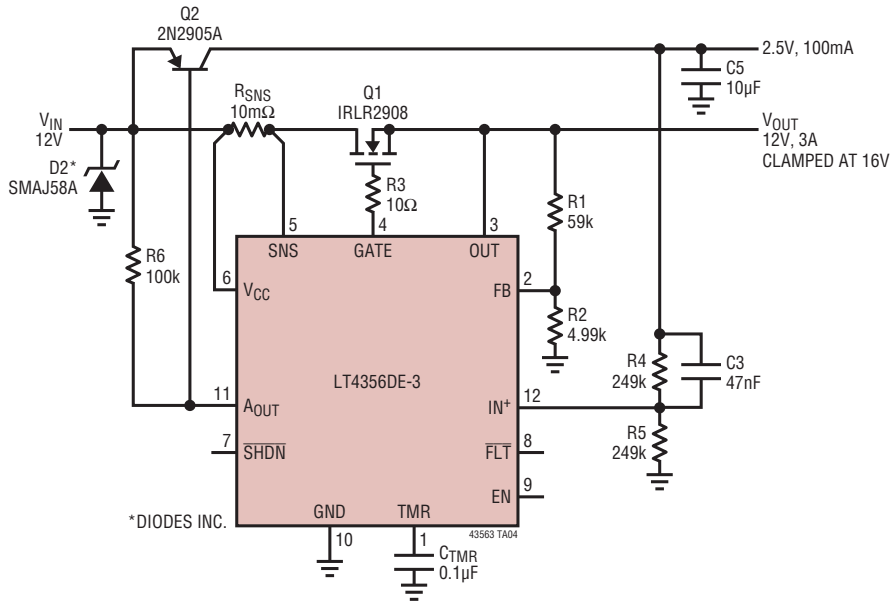 Q2
2N2905A
2.5V, 100mA
C5
10µF
RSNS
10mΩ
Q1
IRLR2908
VIN
12V
VOUT
12V, 3A
CLAMPED AT 16V
D2*
SMAJ58A
R3
10Ω
R1
59k
5
4
3
SNS
GATE
OUT
R6
100k
6
VCC
2
FB
R2
4.99k
R4
249k
C3
47nF
LT4356DE-3
11
AOUT
12
IN+
7
SHDN
8
FLT
R5
249k
9
EN
*DIODES INC.
GND
TMR
43563 TA04
10
1
CTMR
0.1µF